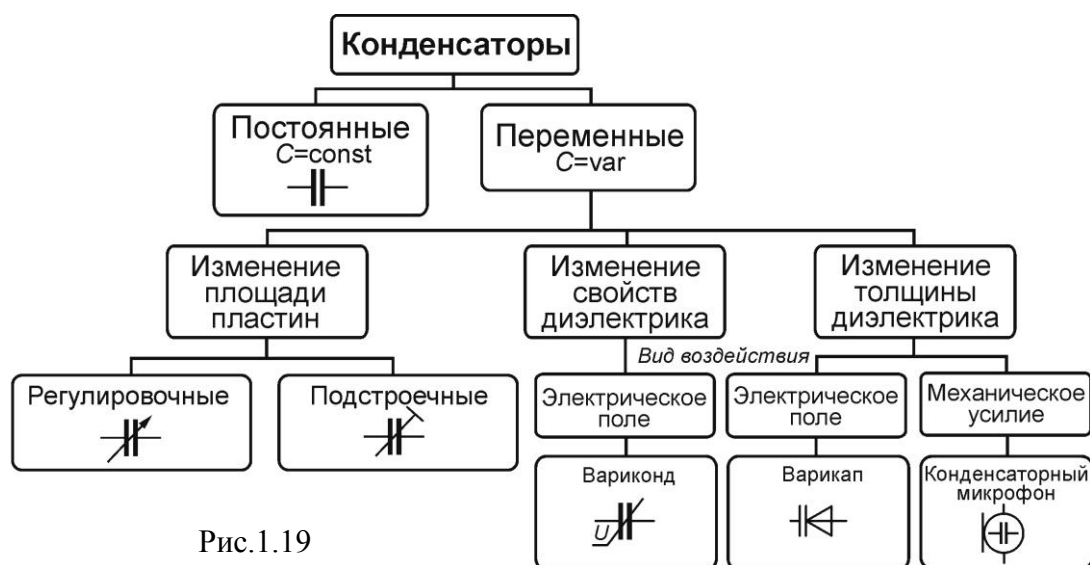 Конденсаторы
Постоянные
C=const
Переменные
C=var
Изменение
площади
пластин
Изменение
свойств
диэлектрика
Изменение
толщины
диэлектрика
Вид воздействия
Регулировочные
Подстроечные
Электрическое
поле
Электрическое
поле
Механическое
усилие
Вариконд
U
Варикап
Конденсаторный
микрофон
Рис.1.19